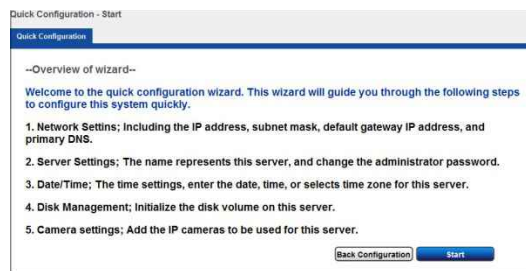 Quick Configuration - Start
Quick Configuration
--Overview of wizard--
Welcome to the quick configuration wizard. This wizard will guide you through the following steps
to configure this system quickly.
1. Network Settins; Including the IP address, subnet mask, default gateway IP address, and
primary DNS.
2. Server Settings; The name represents this server, and change the administrator password.
3. Date/Time; The time settings, enter the date, time, or selects time zone for this server.
4. Disk Management; Initialize the disk volume on this server.
5. Camera settings; Add the IP cameras to be used for this server.
Back Configuration Start